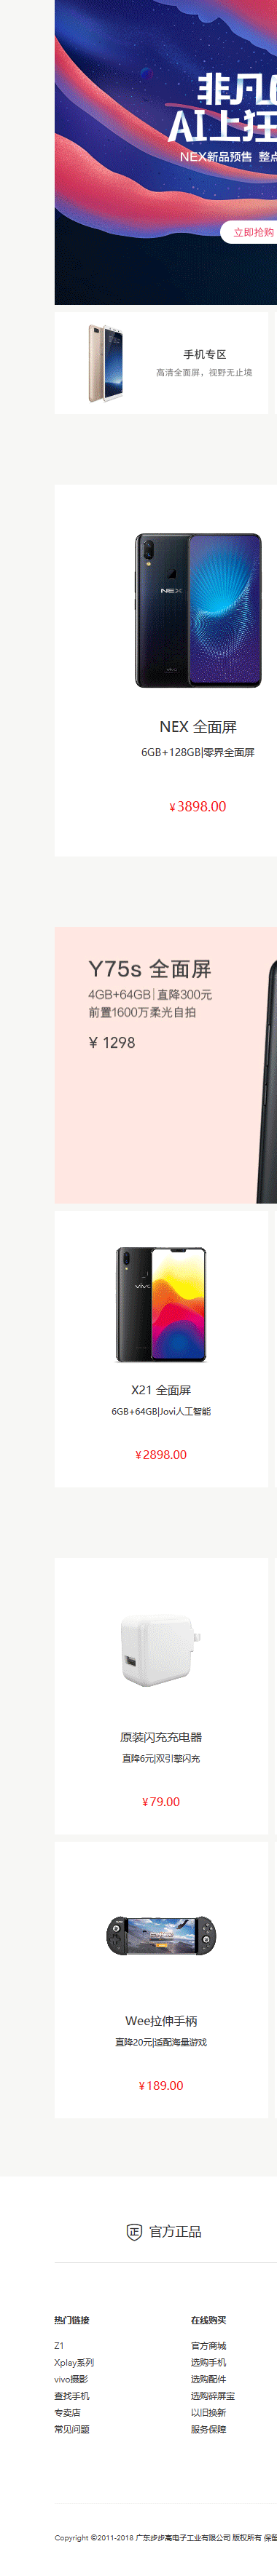 非凡
AI上狂
NEX新品预售 整点
立即抢购
手机专区
高清全面屏，视野无止境
NEX
vivo
NEX 全面屏
6GB+128GB|零界全面屏
¥3898.00
Y75s 全面屏
4GB+64GB|直降300元
前置1600万柔光自拍
¥ 1298
vivo
X21 全面屏
6GB+64GB|Jovi人工智能
¥2898.00
原装闪充充电器
直降6元|双引擎闪充
¥79.00
Wee拉伸手柄
直降20元|适配海量游戏
¥189.00
正 官方正品
热门链接 在线购买
Z1 官方商城
Xplay系列 选购手机
vivo摄影 选购配件
查找手机 选购碎屏宝
专卖店 以旧换新
常见问题 服务保障
Copyright ©2011-2018 广东步步高电子工业有限公司 版权所有 保留